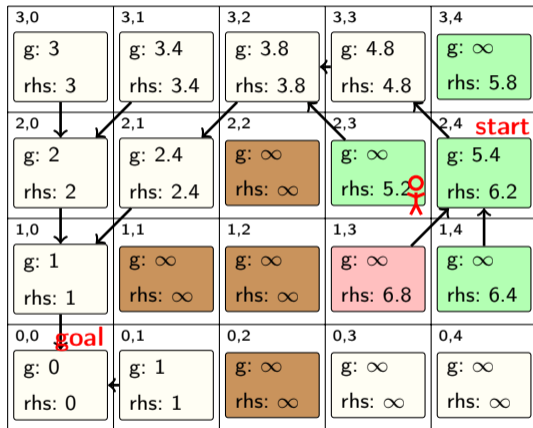 3,0 3,1 3,2 3,3 3,4
g: 3 g: 3.4 g: 3.8 g: 4.8 g: ∞
rhs: 3 rhs: 3.4 rhs: 3.8 rhs: 4.8 rhs: 5.8
2,0 2,1 2,2 2,3 2,4 start
g: 2 g: 2.4 g: ∞ g: ∞ g: 5.4
rhs: 2 rhs: 2.4 rhs: ∞ rhs: 5.2 rhs: 6.2
1,0 1,1 1,2 1,3 1,4
g: 1 g: ∞ g: ∞ g: ∞ g: ∞
rhs: 1 rhs: ∞ rhs: ∞ rhs: 6.8 rhs: 6.4
0,0 goal 0,1 0,2 0,3 0,4
g: 0 g: 1 g: ∞ g: ∞ g: ∞
rhs: 0 rhs: 1 rhs: ∞ rhs: ∞ rhs: ∞